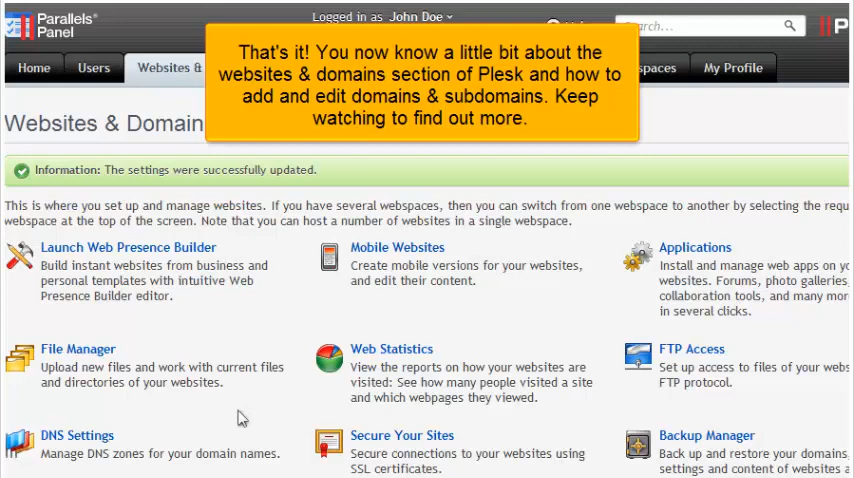 Parallels®
Panel
Logged in as John Doe
Home
Users
Websites &
My Profile
That's it! You now know a little bit about the
websites & domains section of Plesk and how to
add and edit domains & subdomains. Keep
watching to find out more.
Websites & Domain
Information: The settings were successfully updated.
This is where you set up and manage websites. If you have several webspaces, then you can switch from one webspace to another by selecting the requ
webspace at the top of the screen. Note that you can host a number of websites in a single webspace.
Launch Web Presence Builder
Build instant websites from business and
personal templates with intuitive Web
Presence Builder editor.
Mobile Websites
Create mobile versions for your websites,
and edit their content.
Applications
Install and manage web apps on yo
websites. Forums, photo galleries,
collaboration tools, and many mor
in several clicks.
File Manager
Upload new files and work with current files
and directories of your websites.
Web Statistics
View the reports on how your websites are
visited: See how many people visited a site
and which webpages they viewed.
FTP Access
Set up access to files of your webs
FTP protocol.
DNS Settings
Manage DNS zones for your domain names.
Secure Your Sites
Secure connections to your websites using
SSL certificates.
Backup Manager
Back up and restore your domains,
settings and content of websites a